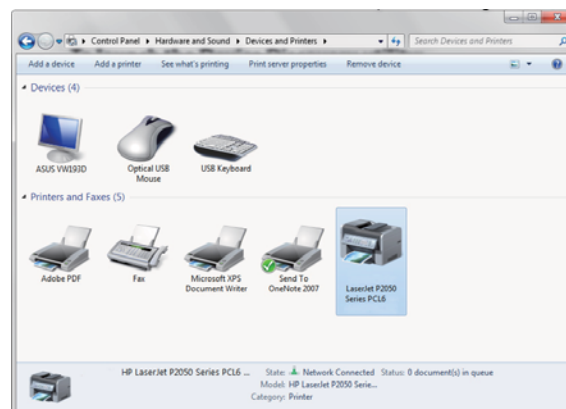 Control Panel Hardware and Sound Devices and Printers Search Devices and Printers
Add a device Add a printer See what's printing Print server properties Remove device
Devices (4)
ASUS VW193D
Optical USB
Mouse
USB Keyboard
Printers and Faxes (5)
Adobe PDF
Fax
Microsoft XPS
Document Writer
Send To
OneNote 2007
LaserJet P2050
Series PCL6
HP LaserJet P2050 Series PCL6 ... State: Network Connected Status: 0 document(s) in queue
Model: HP LaserJet P2050 Serie...
Category: Printer